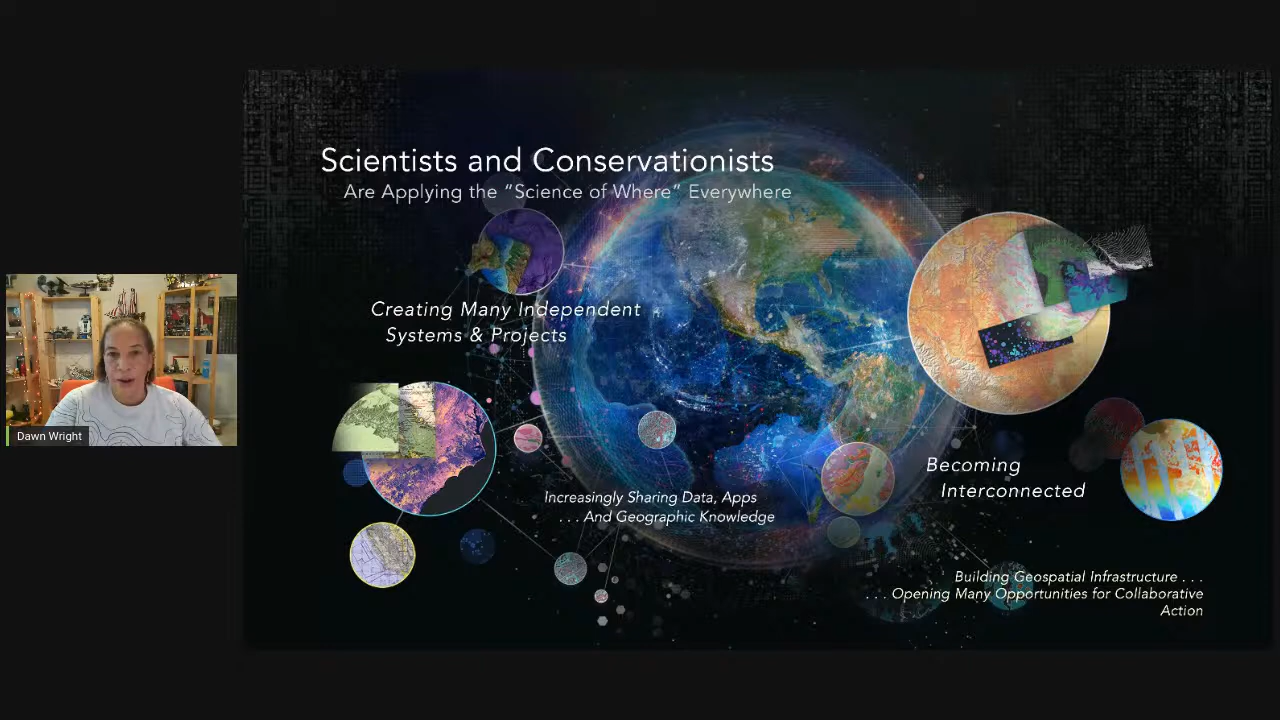 Scientists and Conservationists
Are Applying the “Science of Where” Everywhere
Creating Many Independent
Systems & Projects
Dawn Wright
Becoming
Interconnected
Increasingly Sharing Data, Apps
. . . And Geographic Knowledge
Building Geospatial Infrastructure . . .
. . . Opening Many Opportunities for Collaborative
Action